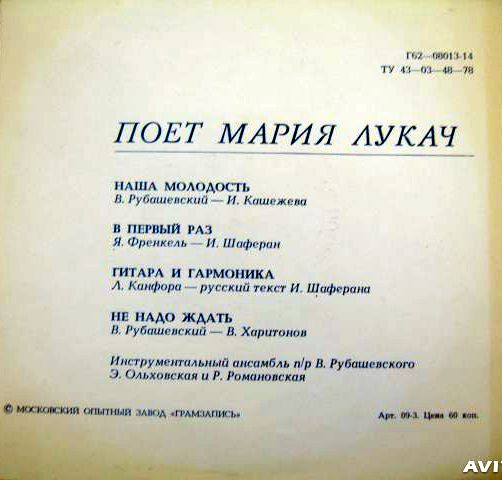 Г62—08013-14
ТУ 43—03—48—78
ПОЕТ МАРИЯ ЛУКАЧ
НАША МОЛОДОСТЬ
В. Рубашевский — И. Кашежева
В ПЕРВЫЙ РАЗ
Я. Френкель — И. Шаферан
ГИТАРА И ГАРМОНИКА
Л. Канфора — русский текст И. Шаферана
НЕ НАДО ЖДАТЬ
В. Рубашевский — В. Харитонов
Инструментальный ансамбль п/р В. Рубашевского
Э. Ольховская и Р. Романовская
© МОСКОВСКИЙ ОПЫТНЫЙ ЗАВОД «ГРАМЗАПИСЬ»
Арт. 09-3. Цена 60 коп.
AVI